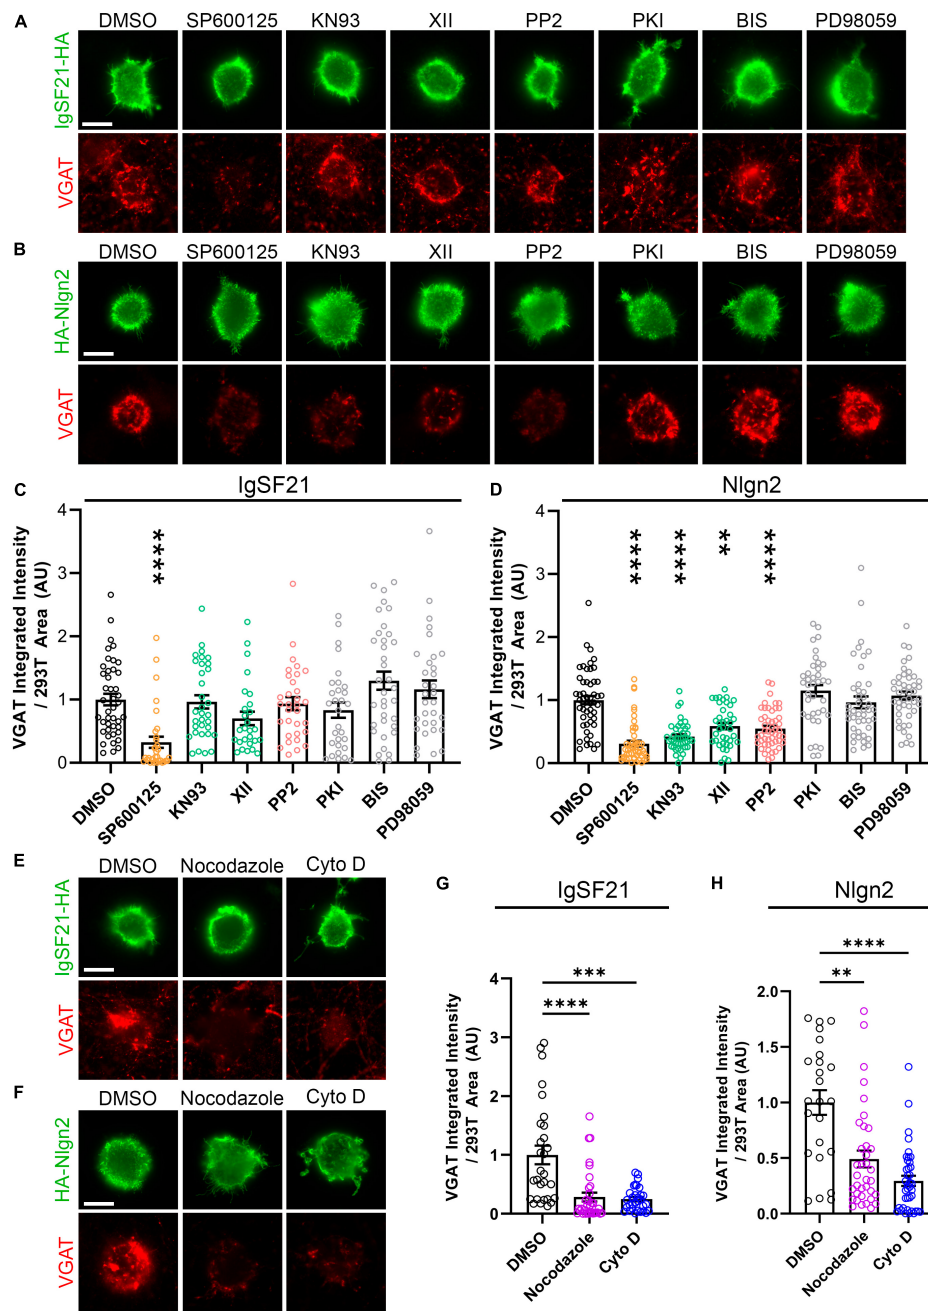 A
DMSO SP600125 KN93 XII PP2 PKI BIS PD98059
IgSF21-HA
VGAT
B
DMSO SP600125 KN93 XII PP2 PKI BIS PD98059
HA-Nlgn2
VGAT
C
IgSF21
VGAT Integrated Intensity
/ 293T Area (AU)
4
3
2
1
0
****
DMSO SP600125 KN93 XII PP2 PKI BIS PD98059
D
Nlgn2
VGAT Integrated Intensity
/ 293T Area (AU)
4
3
2
1
0
**** **** ** ****
DMSO SP600125 KN93 XII PP2 PKI BIS PD98059
E
DMSO Nocodazole Cyto D
IgSF21-HA
VGAT
F
DMSO Nocodazole Cyto D
HA-Nlgn2
VGAT
G
IgSF21
VGAT Integrated Intensity
/ 293T Area (AU)
4
3
2
1
0
***
****
DMSO Nocodazole Cyto D
H
Nlgn2
VGAT Integrated Intensity
/ 293T Area (AU)
2.0
1.5
1.0
0.5
0.0
****
**
DMSO Nocodazole Cyto D